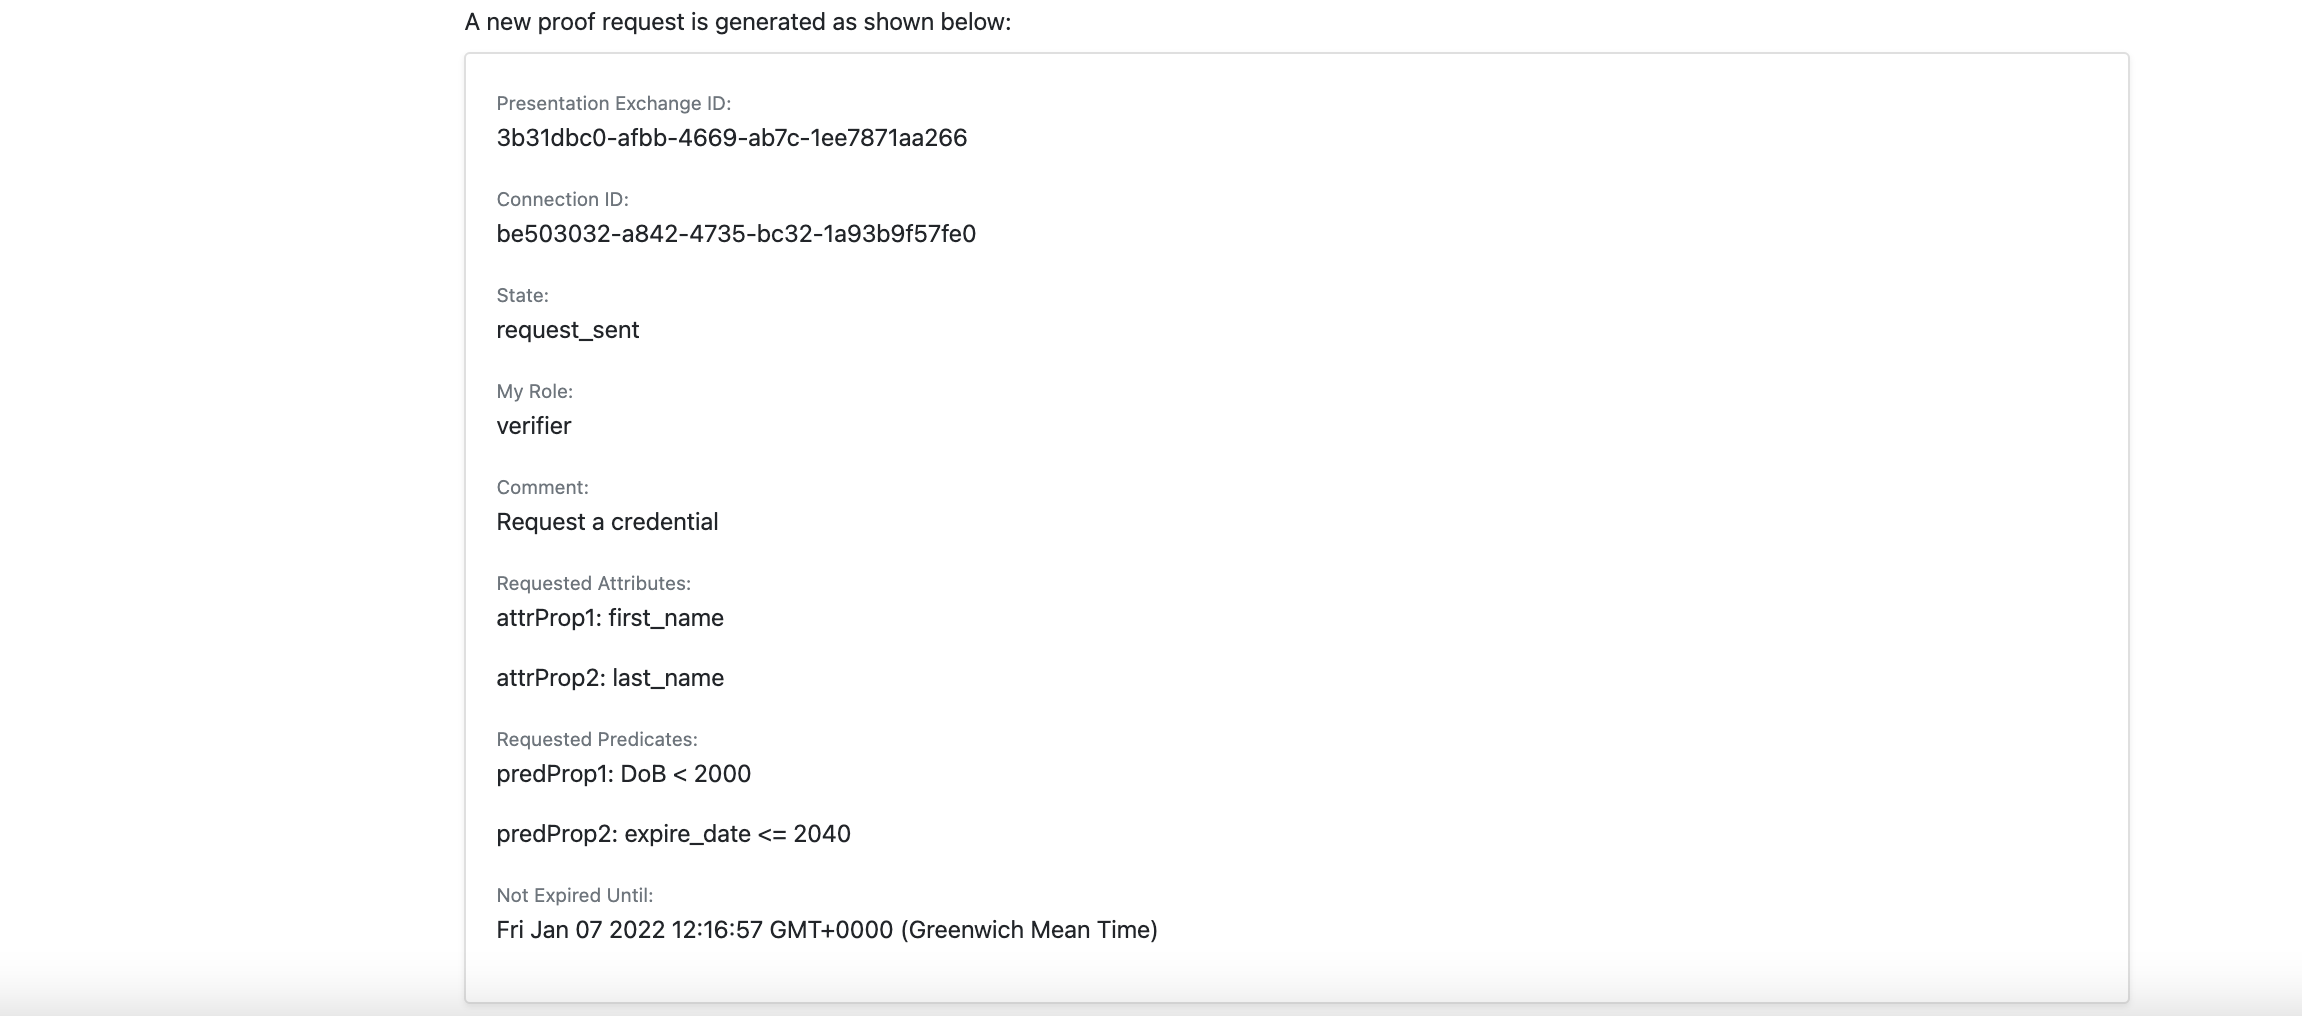 A new proof request is generated as shown below:
Presentation Exchange ID:
3b31dbc0-afbb-4669-ab7c-1ee7871aa266
Connection ID:
be503032-a842-4735-bc32-1a93b9f57fe0
State:
request_sent
My Role:
verifier
Comment:
Request a credential
Requested Attributes:
attrProp1: first_name
attrProp2: last_name
Requested Predicates:
predProp1: DoB < 2000
predProp2: expire_date <= 2040
Not Expired Until:
Fri Jan 07 2022 12:16:57 GMT+0000 (Greenwich Mean Time)